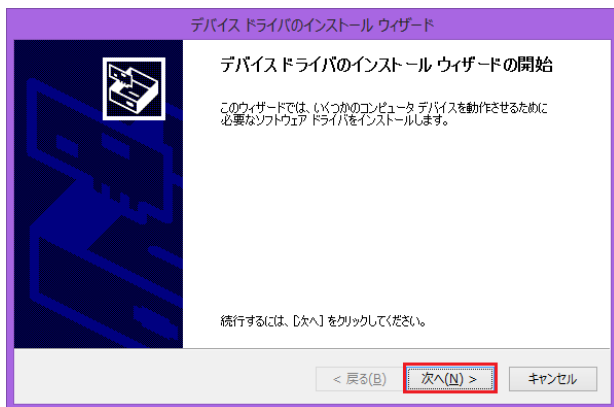 デバイス ドライバのインストール ウィザード
デバイス ドライバのインストール ウィザードの開始
このウィザードでは、いくつかのコンピュータ デバイスを動作させるために
必要なソフトウェア ドライバをインストールします。
続行するには、[次へ] をクリックしてください。
< 戻る(B)
次へ(N) >
キャンセル